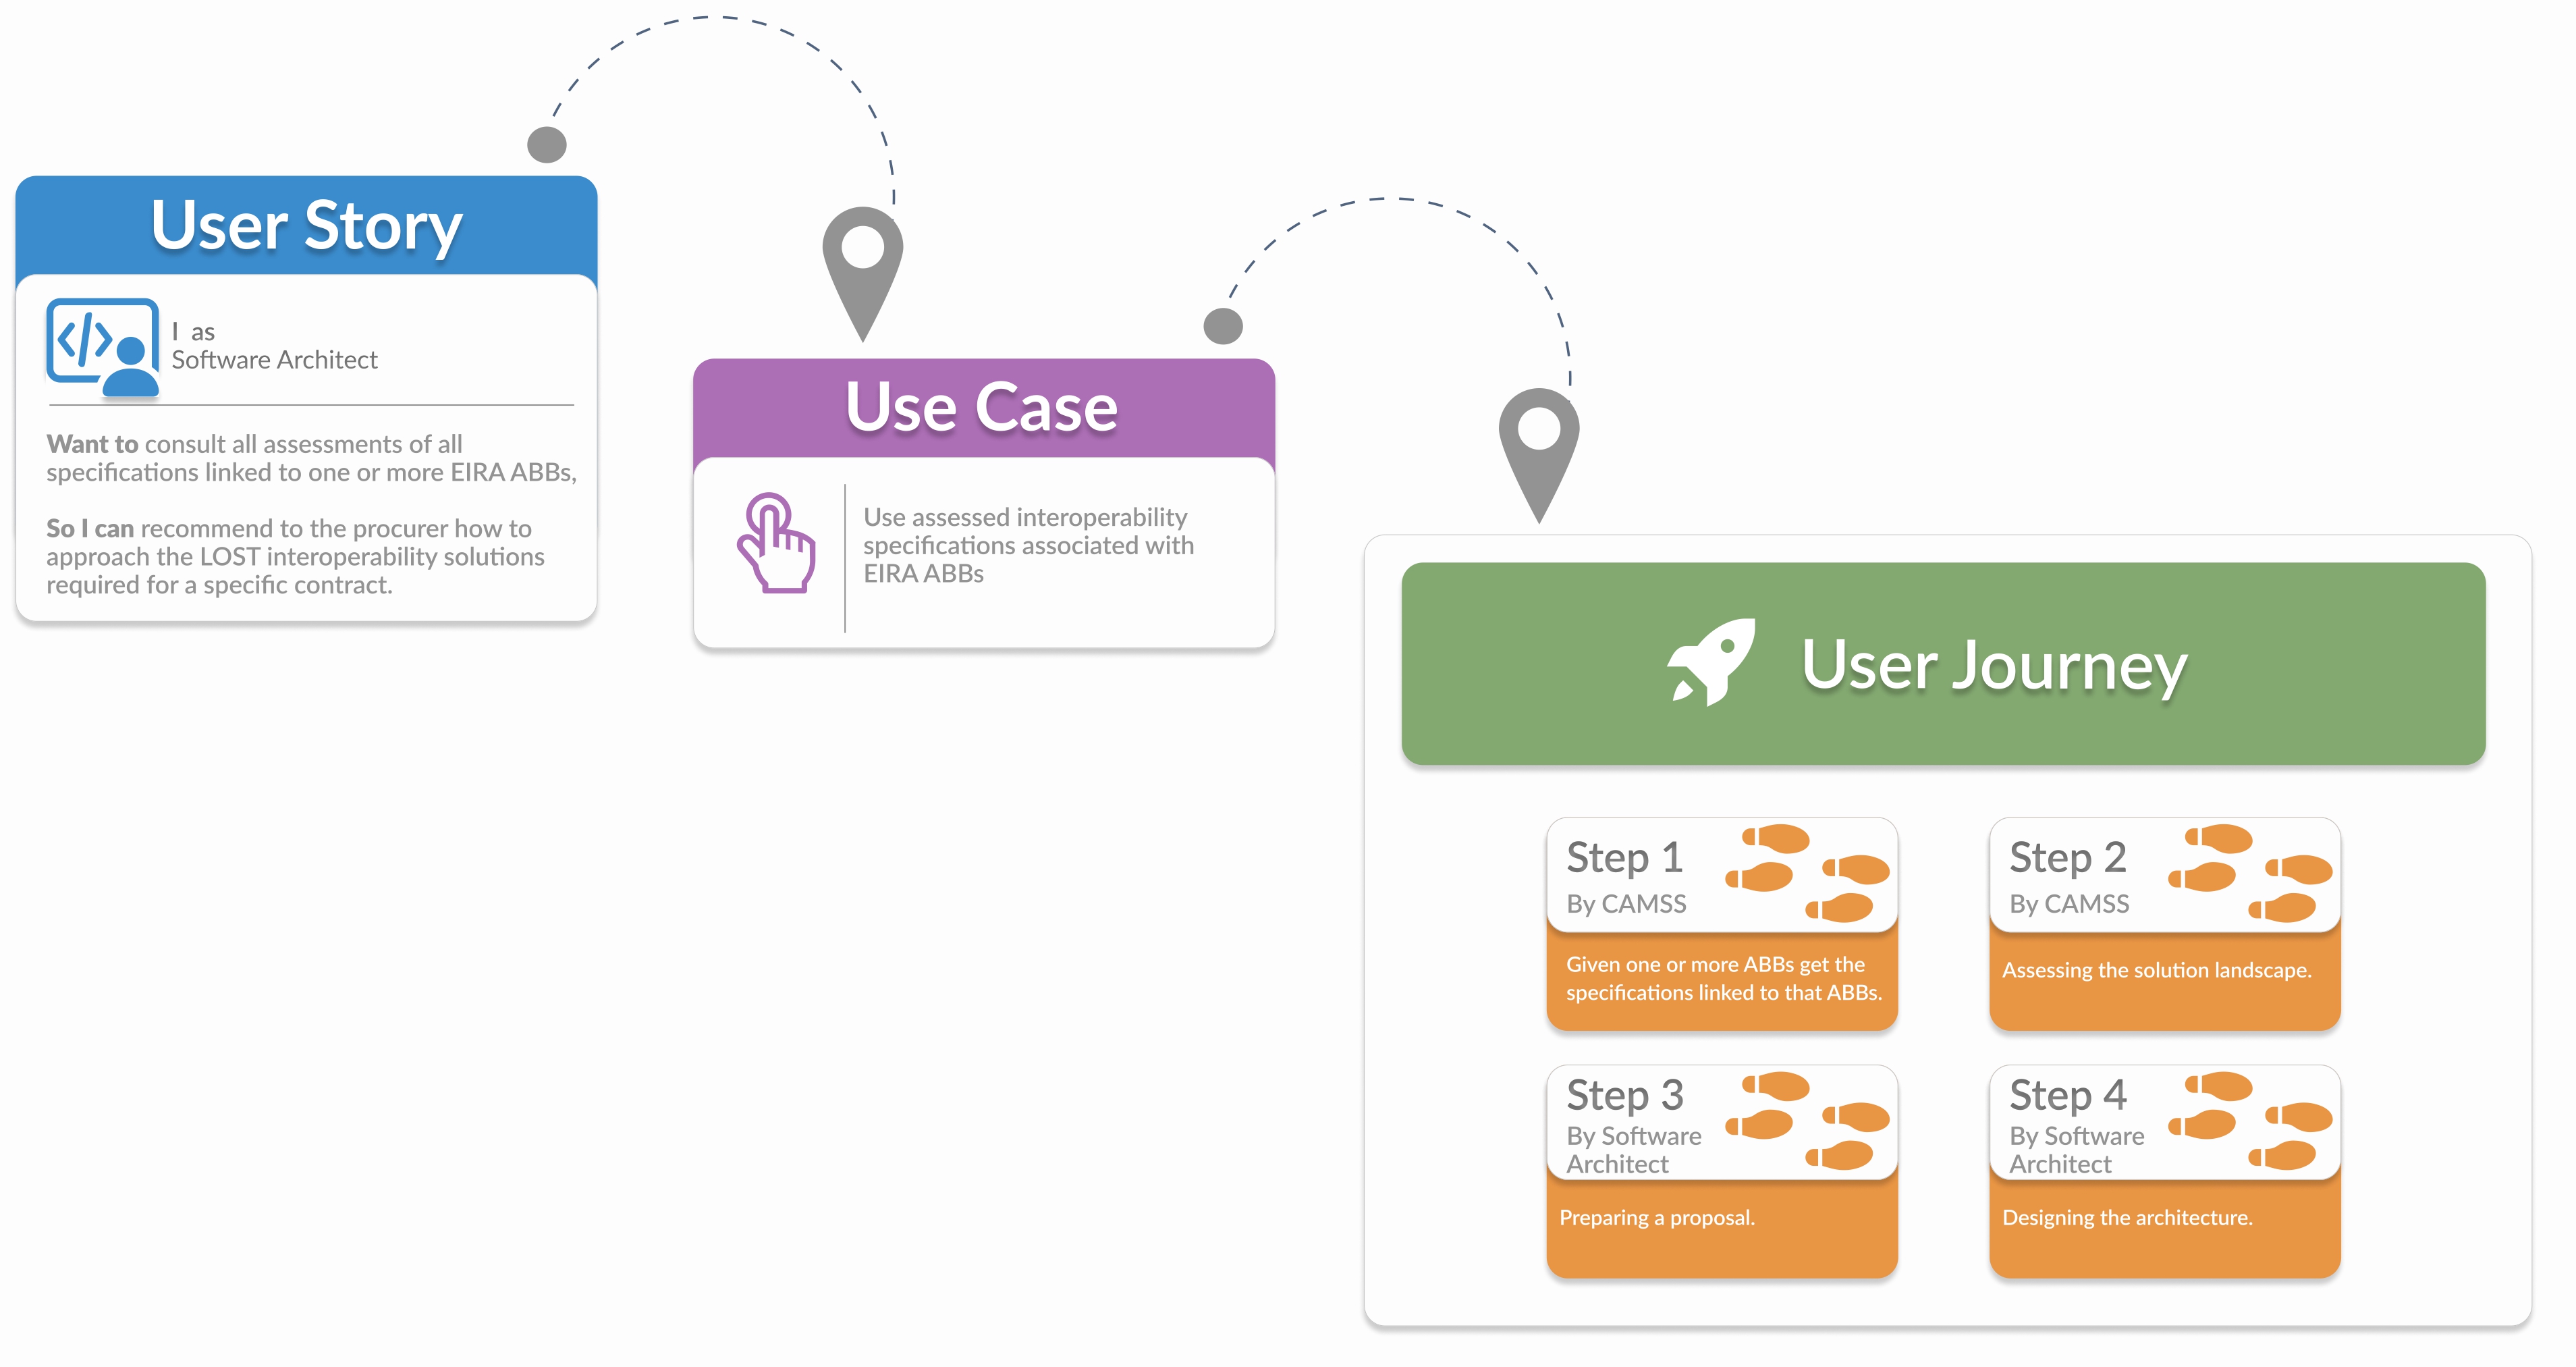 User Story
</>
I as
Software Architect
Want to consult all assessments of all
specifications linked to one or more EIRA ABBs,
So I can recommend to the procurer how to
approach the LOST interoperability solutions
required for a specific contract.
Use Case
Use assessed interoperability
specifications associated with
EIRA ABBs
User Journey
Step 1
By CAMSS
Given one or more ABBs get the
specifications linked to that ABBs.
Step 2
By CAMSS
Assessing the solution landscape.
Step 3
By Software
Architect
Preparing a proposal.
Step 4
By Software
Architect
Designing the architecture.